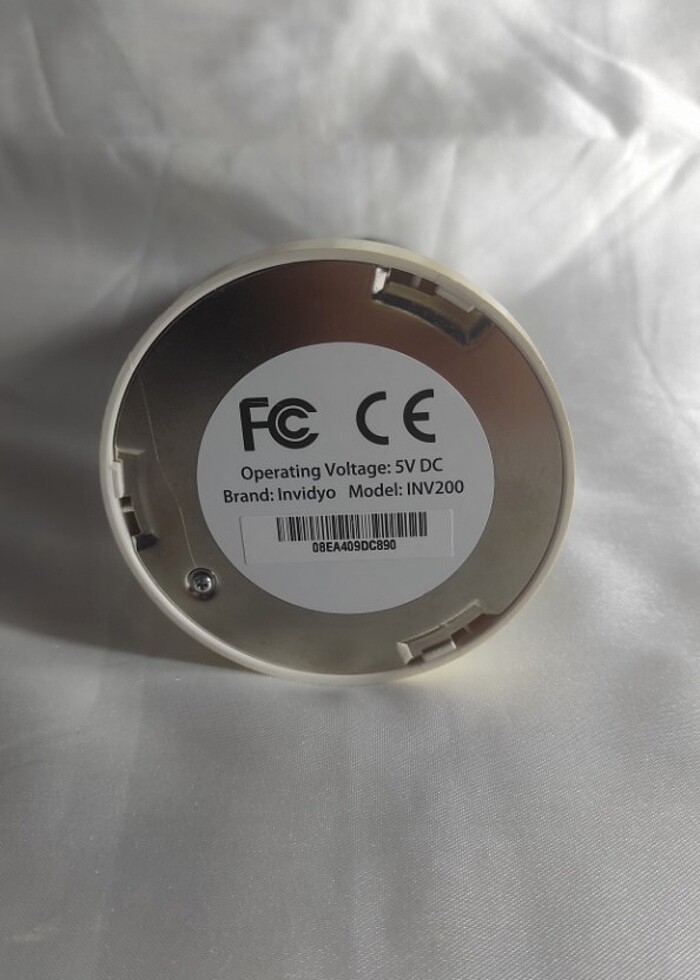 FC CE
Operating Voltage: 5V DC
Brand: Invidyo Model: INV200
08EA409DC890